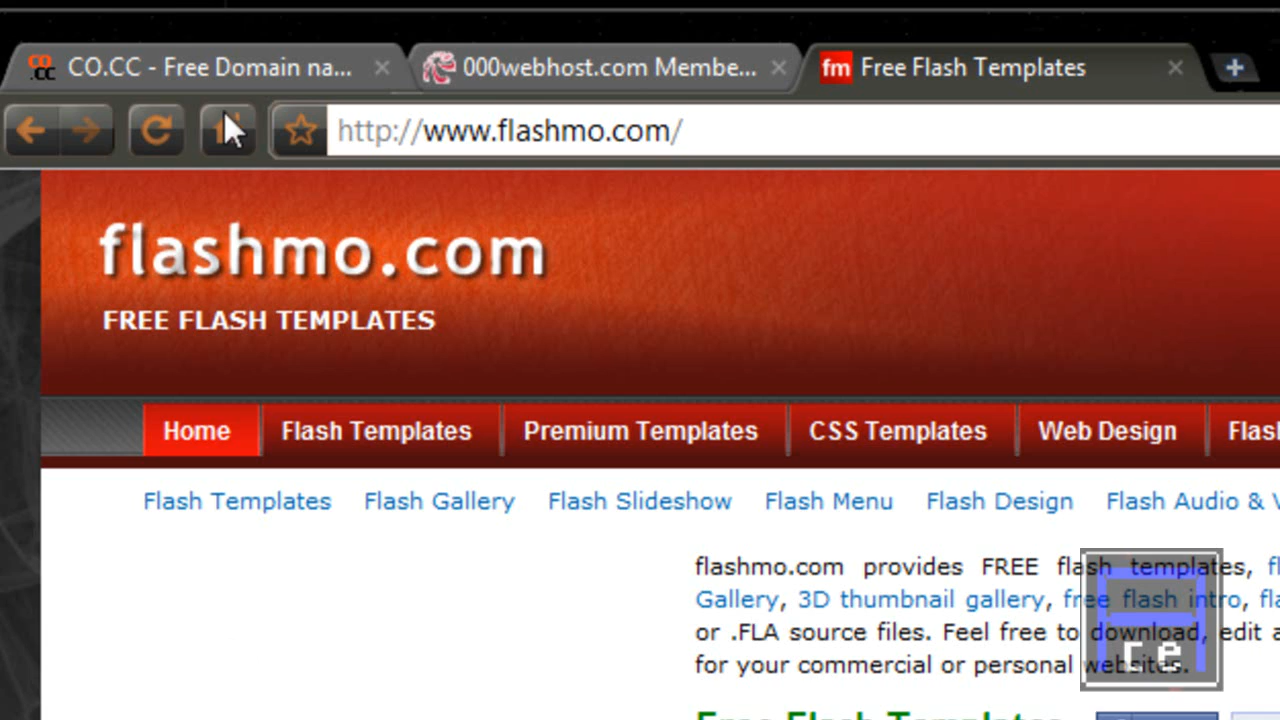 CO.CC - Free Domain na...
000webhost.com Membe...
fm Free Flash Templates
http://www.flashmo.com/
flashmo.com
FREE FLASH TEMPLATES
Home Flash Templates Premium Templates CSS Templates Web Design
Flash Templates Flash Gallery Flash Slideshow Flash Menu Flash Design Flash Audio &
flashmo.com provides FREE flash templates,
Gallery, 3D thumbnail gallery, free flash intro,
or .FLA source files. Feel free to download, edit
for your commercial or personal websites.
re
Free Flash Templates